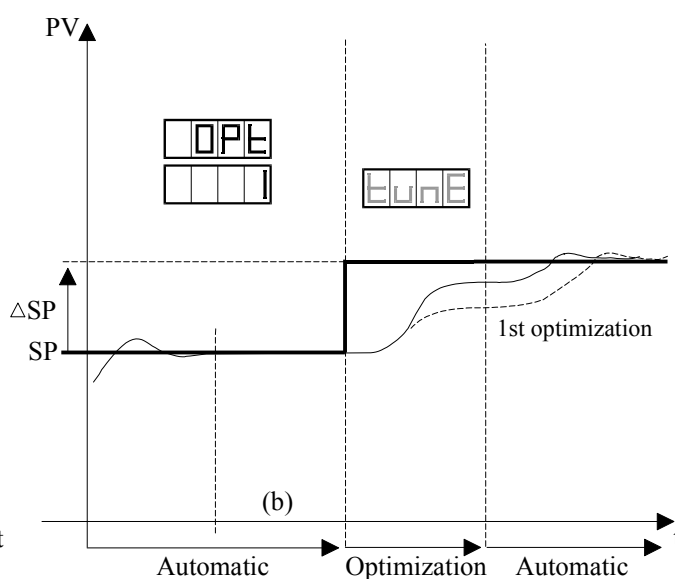 PV
OPt
1
tunE
△SP
1st optimization
SP
(b)
t
Automatic
Optimization
Automatic